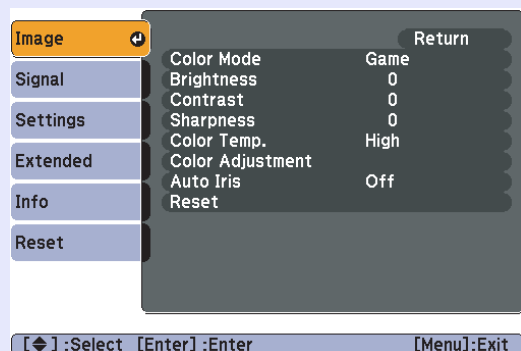 Image
Signal
Settings
Extended
Info
Reset
Return
Color Mode Game
Brightness 0
Contrast 0
Sharpness 0
Color Temp. High
Color Adjustment
Auto Iris Off
Reset
[ ] :Select [Enter] :Enter [Menu]:Exit